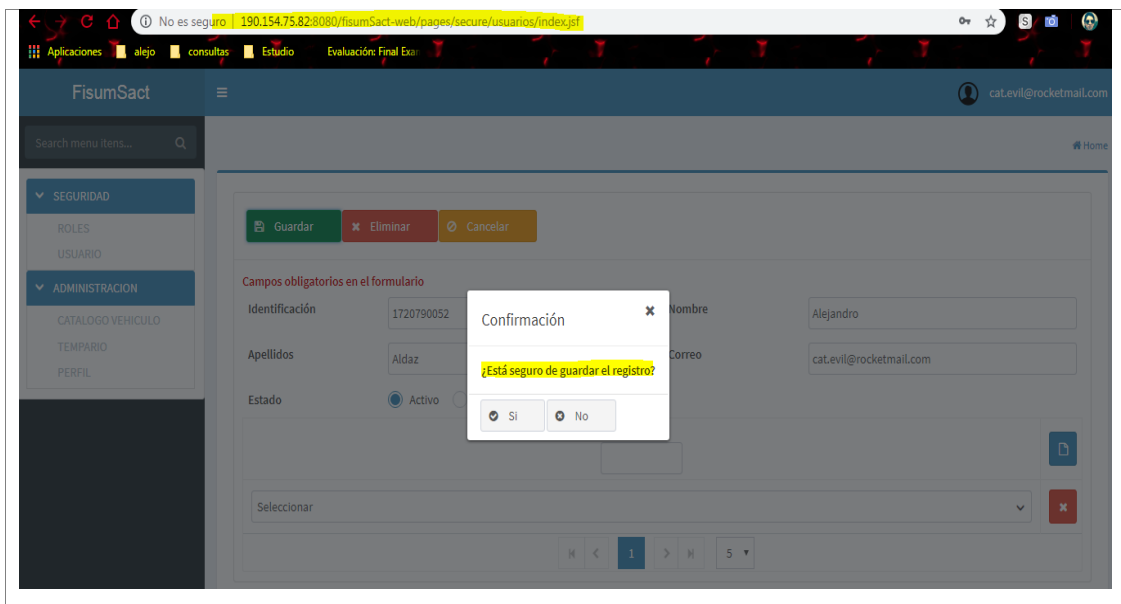 No es seguro | 190.154.75.82:8080/fisumSact-web/pages/secure/usuarios/index.jsf
S
Aplicaciones alejo consultas Estudio Evaluación: Final Exa
FisumSact
cat.evil@rocketmail.com
Search menu itens...
Home
SEGURIDAD
ROLES
USUARIO
ADMINISTRACION
CATALOGO VEHICULO
TEMPARIO
PERFIL
Guardar Eliminar Cancelar
Campos obligatorios en el formulario
Identificación 1720790052 Nombre Alejandro
Apellidos Aldaz Correo cat.evil@rocketmail.com
Estado Activo
Confirmación
¿Está seguro de guardar el registro?
Si No
Seleccionar
1 5